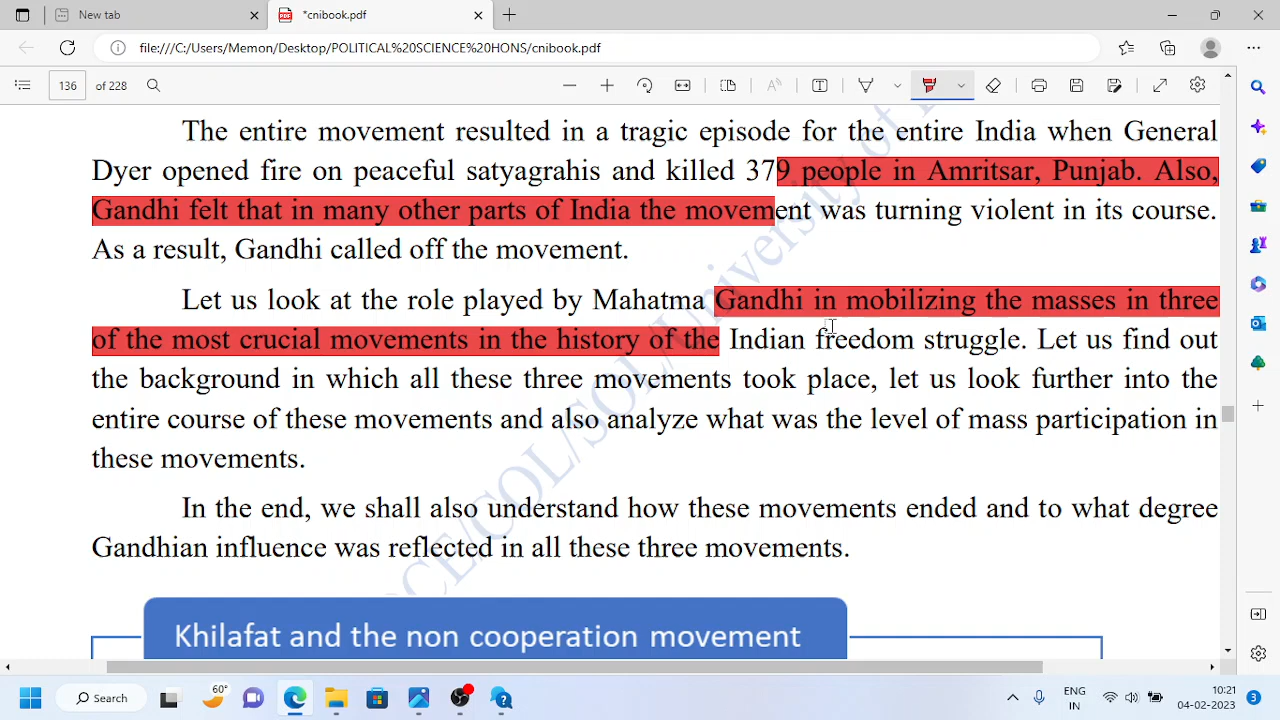 New tab
*cnibook.pdf
file:///C:/Users/Memon/Desktop/POLITICAL%20SCIENCE%20HONS/cnibook.pdf
136 of 228
The entire movement resulted in a tragic episode for the entire India when General
Dyer opened fire on peaceful satyagrahis and killed 379 people in Amritsar, Punjab. Also,
Gandhi felt that in many other parts of India the movement was turning violent in its course.
As a result, Gandhi called off the movement.
Let us look at the role played by Mahatma Gandhi in mobilizing the masses in three
of the most crucial movements in the history of the Indian freedom struggle. Let us find out
the background in which all these three movements took place, let us look further into the
entire course of these movements and also analyze what was the level of mass participation in
these movements.
In the end, we shall also understand how these movements ended and to what degree
Gandhian influence was reflected in all these three movements.
CE/COL/SOL/University of
Khilafat and the non cooperation movement
60°
Search
ENG
IN
10:21
04-02-2023
3